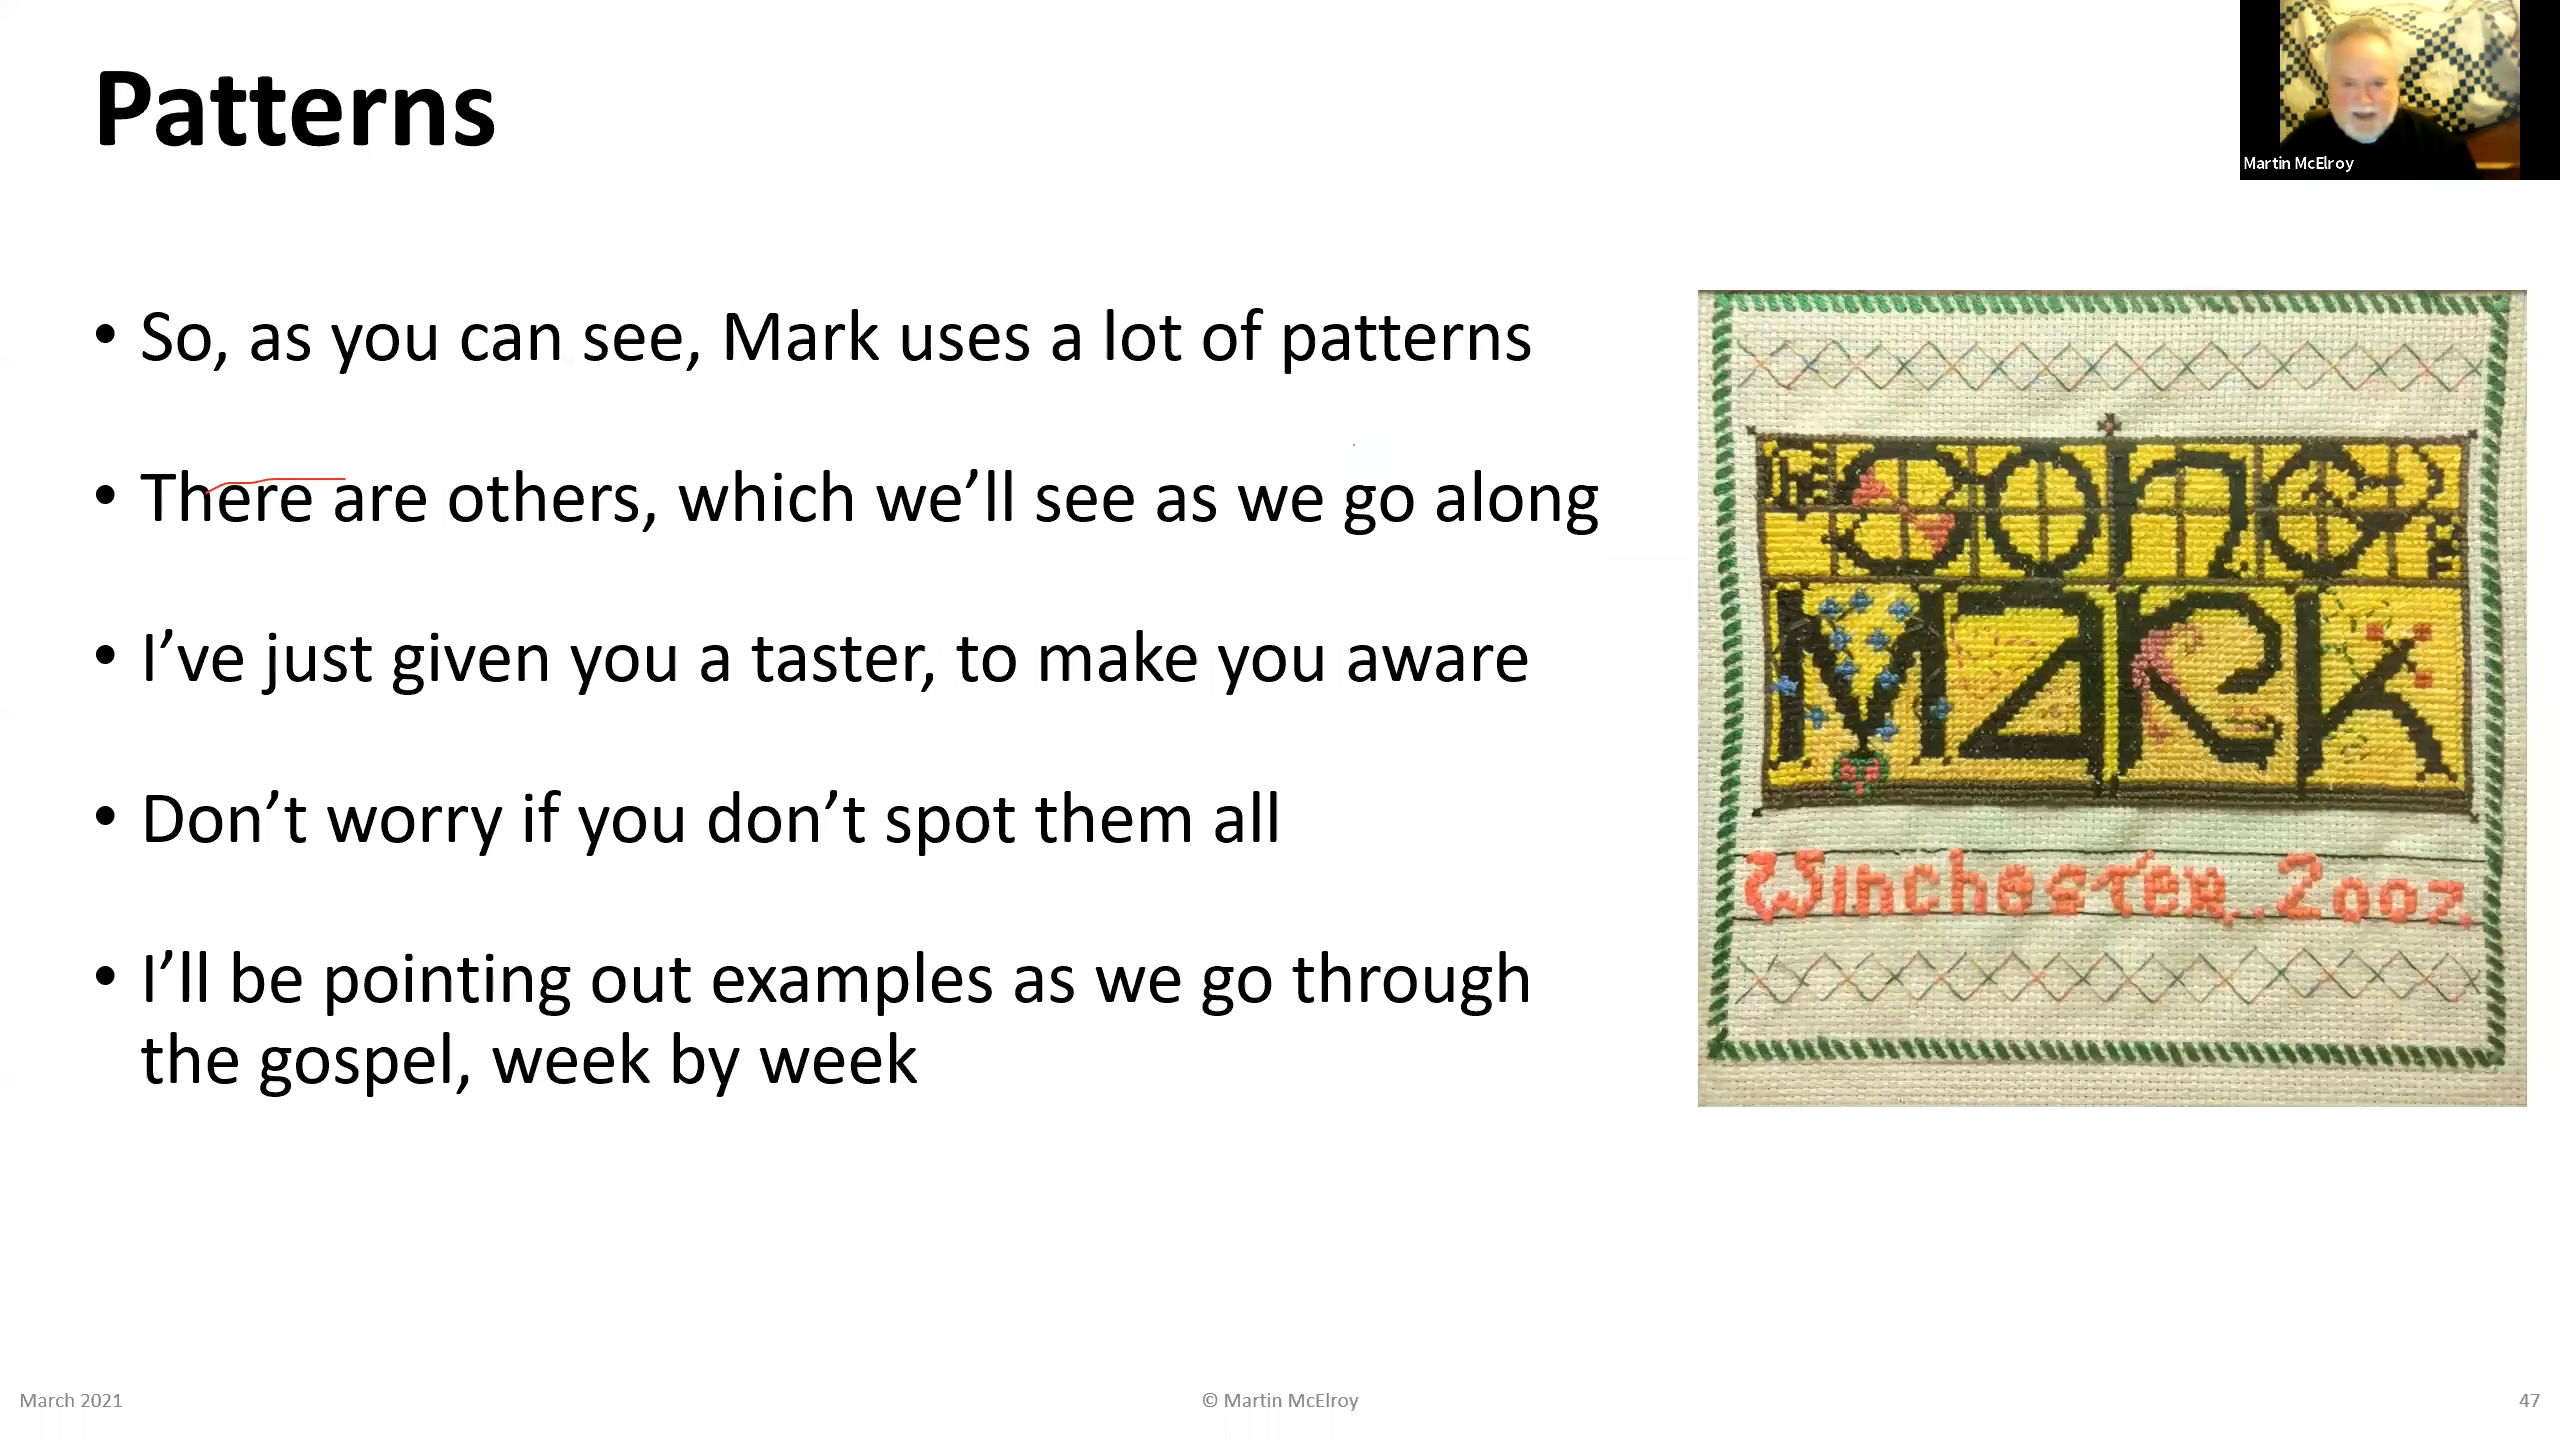 Patterns
Martin McElroy
• So, as you can see, Mark uses a lot of patterns
• There are others, which we’ll see as we go along
• I’ve just given you a taster, to make you aware
• Don’t worry if you don’t spot them all
• I’ll be pointing out examples as we go through
the gospel, week by week
Mark
Winchester. 2007.
March 2021
© Martin McElroy
47